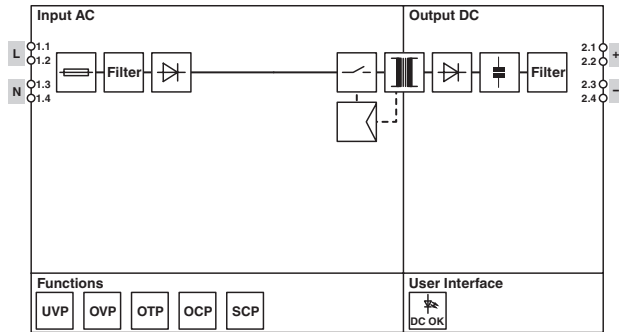 Input AC
Output DC
L
1.1
1.2
N
1.3
1.4
Filter
Filter
2.1
2.2
+
2.3
2.4
–
Functions
UVP
OVP
OTP
OCP
SCP
User Interface
DC OK